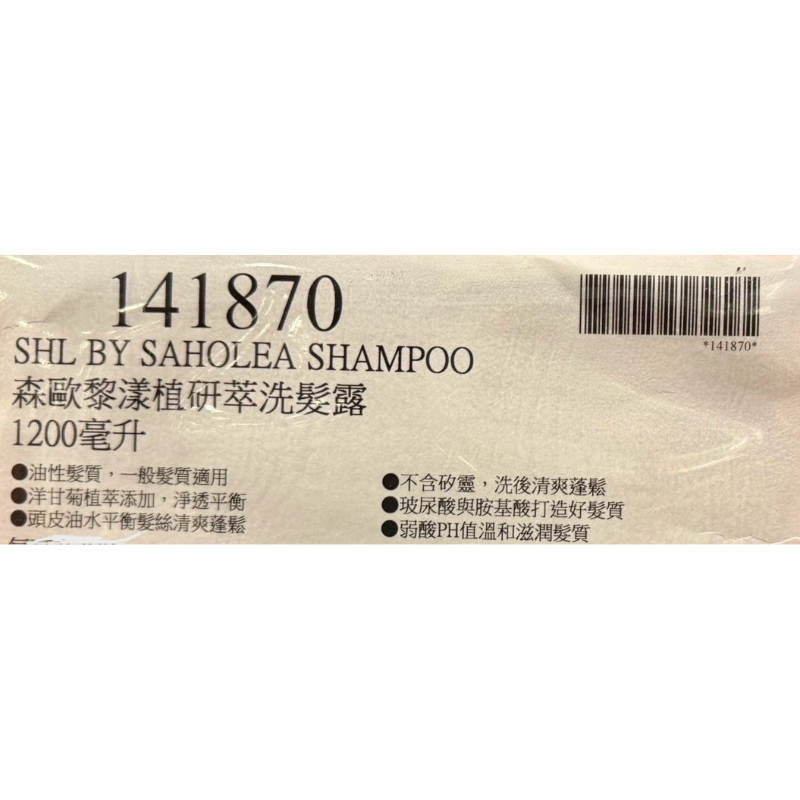 141870
*141870*
SHL BY SAHOLEA SHAMPOO
森歐黎漾植研萃洗髮露
1200毫升
●油性髮質，一般髮質適用
●洋甘菊植萃添加，淨透平衡
●頭皮油水平衡髮絲清爽蓬鬆
●不含矽靈，洗後清爽蓬鬆
●玻尿酸與胺基酸打造好髮質
●弱酸PH值溫和滋潤髮質